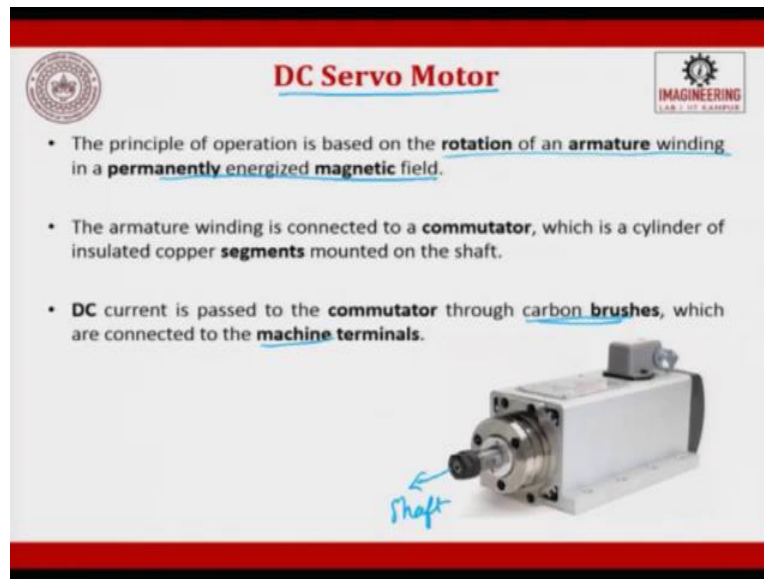 DC Servo Motor
IMAGINEERING
LAB | IIT KANPUR
• The principle of operation is based on the rotation of an armature winding
in a permanently energized magnetic field.
• The armature winding is connected to a commutator, which is a cylinder of
insulated copper segments mounted on the shaft.
• DC current is passed to the commutator through carbon brushes, which
are connected to the machine terminals.
Shaft